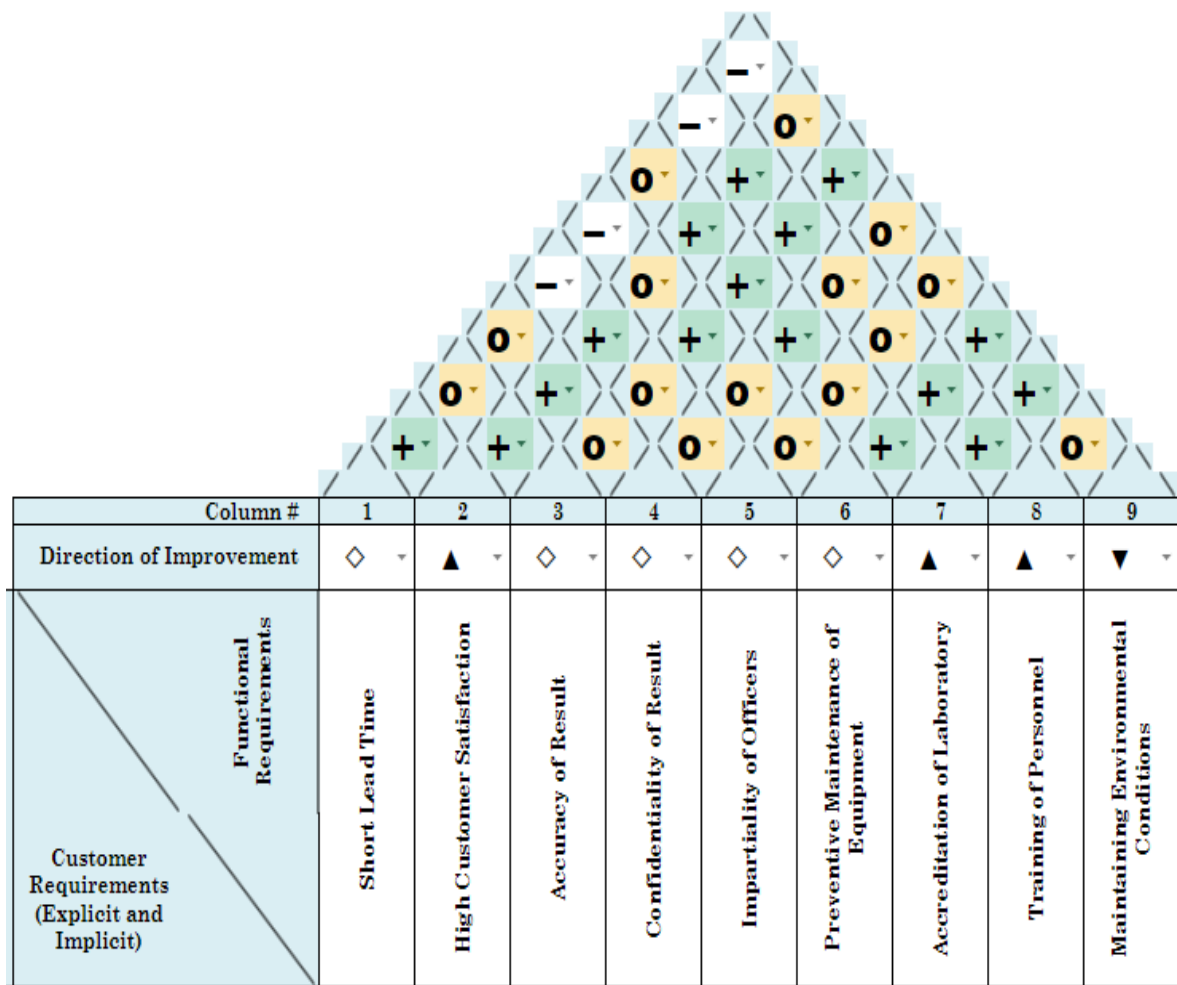 −
− o
o + +
− + + o
− o + o o
o + + + o +
o + o o o + +
+ + o o o + + o
Column # 1 2 3 4 5 6 7 8 9
Direction of Improvement ◇ ▲ ◇ ◇ ◇ ◇ ▲ ▲ ▼
Functional
Requirements
Customer
Requirements
(Explicit and
Implicit)
Short Lead Time
High Customer Satisfaction
Accuracy of Result
Confidentiality of Result
Impartiality of Officers
Preventive Maintenance of
Equipment
Accreditation of Laboratory
Training of Personnel
Maintaining Environmental
Conditions